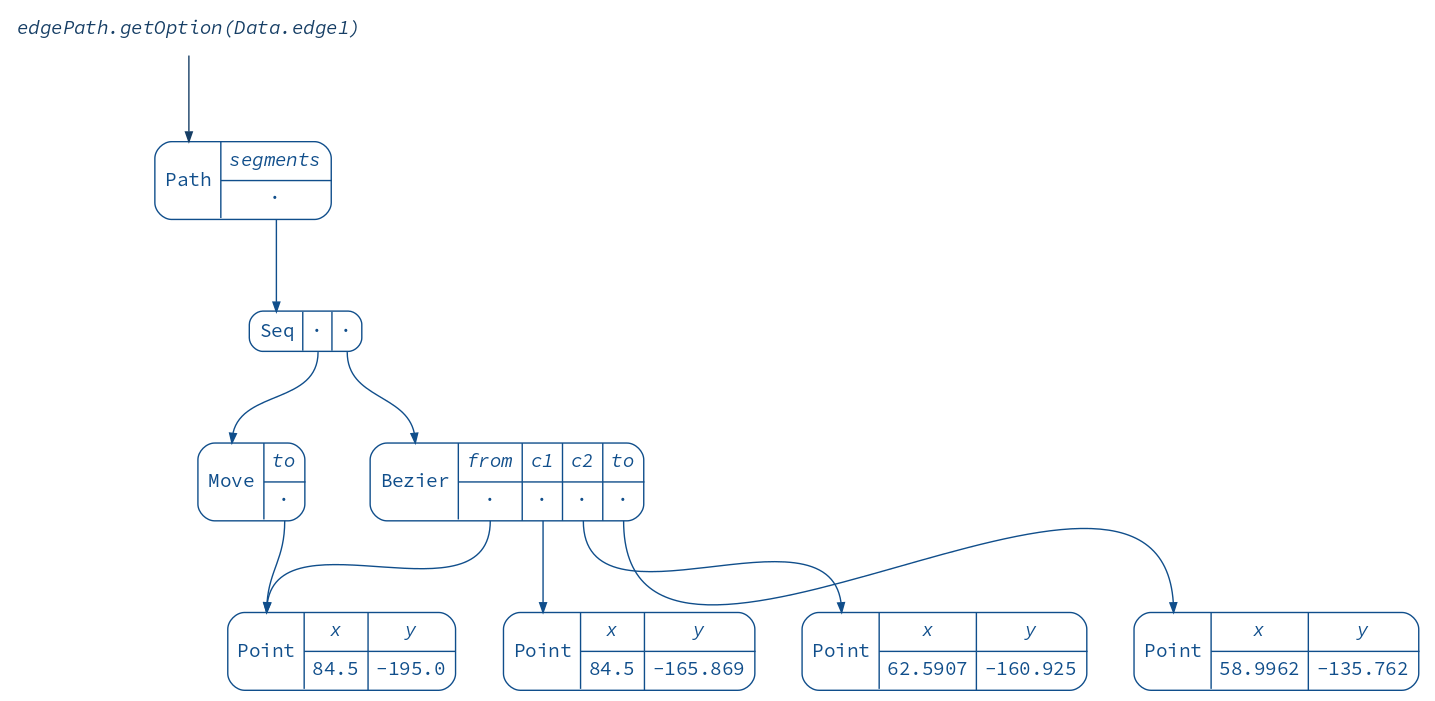 edgePath.getOption(Data.edge1)
Path segments
·
Seq · ·
Move to
·
Bezier from c1 c2 to
· · · ·
Point x y
84.5 -195.0
Point x y
84.5 -165.869
Point x y
62.5907 -160.925
Point x y
58.9962 -135.762